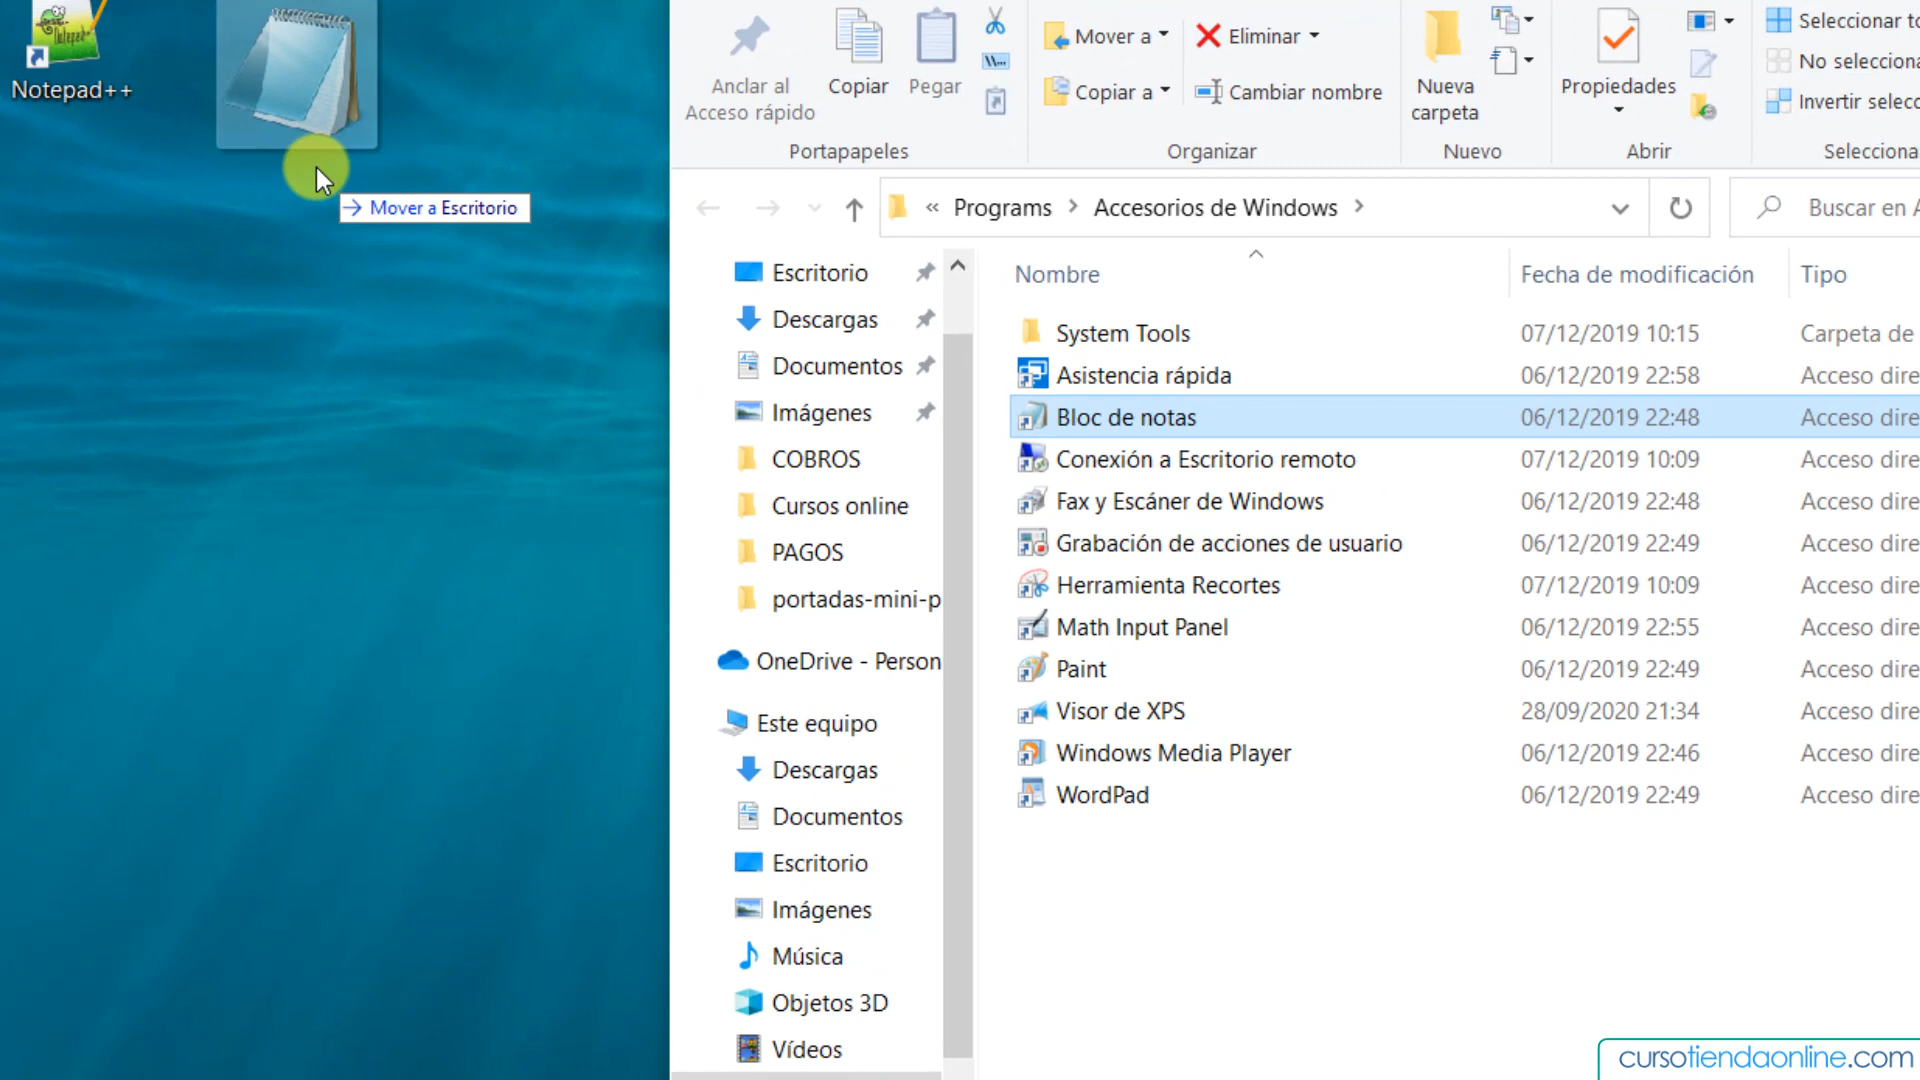 Notepad++
Mover a Escritorio
Anclar al
Acceso rápido
Copiar
Pegar
Portapapeles
Mover a
Copiar a
Eliminar
Cambiar nombre
Organizar
Nueva
carpeta
Nuevo
Propiedades
Abrir
Seleccionar to
No selecciona
Invertir selecc
Selecciona
« Programs > Accesorios de Windows >
Buscar en A
Nombre
Fecha de modificación
Tipo
Escritorio
Descargas
Documentos
Imágenes
COBROS
Cursos online
PAGOS
portadas-mini-p
OneDrive - Person
Este equipo
Descargas
Documentos
Escritorio
Imágenes
Música
Objetos 3D
Vídeos
System Tools 07/12/2019 10:15 Carpeta de
Asistencia rápida 06/12/2019 22:58 Acceso dire
Bloc de notas 06/12/2019 22:48 Acceso dire
Conexión a Escritorio remoto 07/12/2019 10:09 Acceso dire
Fax y Escáner de Windows 06/12/2019 22:48 Acceso dire
Grabación de acciones de usuario 06/12/2019 22:49 Acceso dire
Herramienta Recortes 07/12/2019 10:09 Acceso dire
Math Input Panel 06/12/2019 22:55 Acceso dire
Paint 06/12/2019 22:49 Acceso dire
Visor de XPS 28/09/2020 21:34 Acceso dire
Windows Media Player 06/12/2019 22:46 Acceso dire
WordPad 06/12/2019 22:49 Acceso dire
cursotiendaonline.com